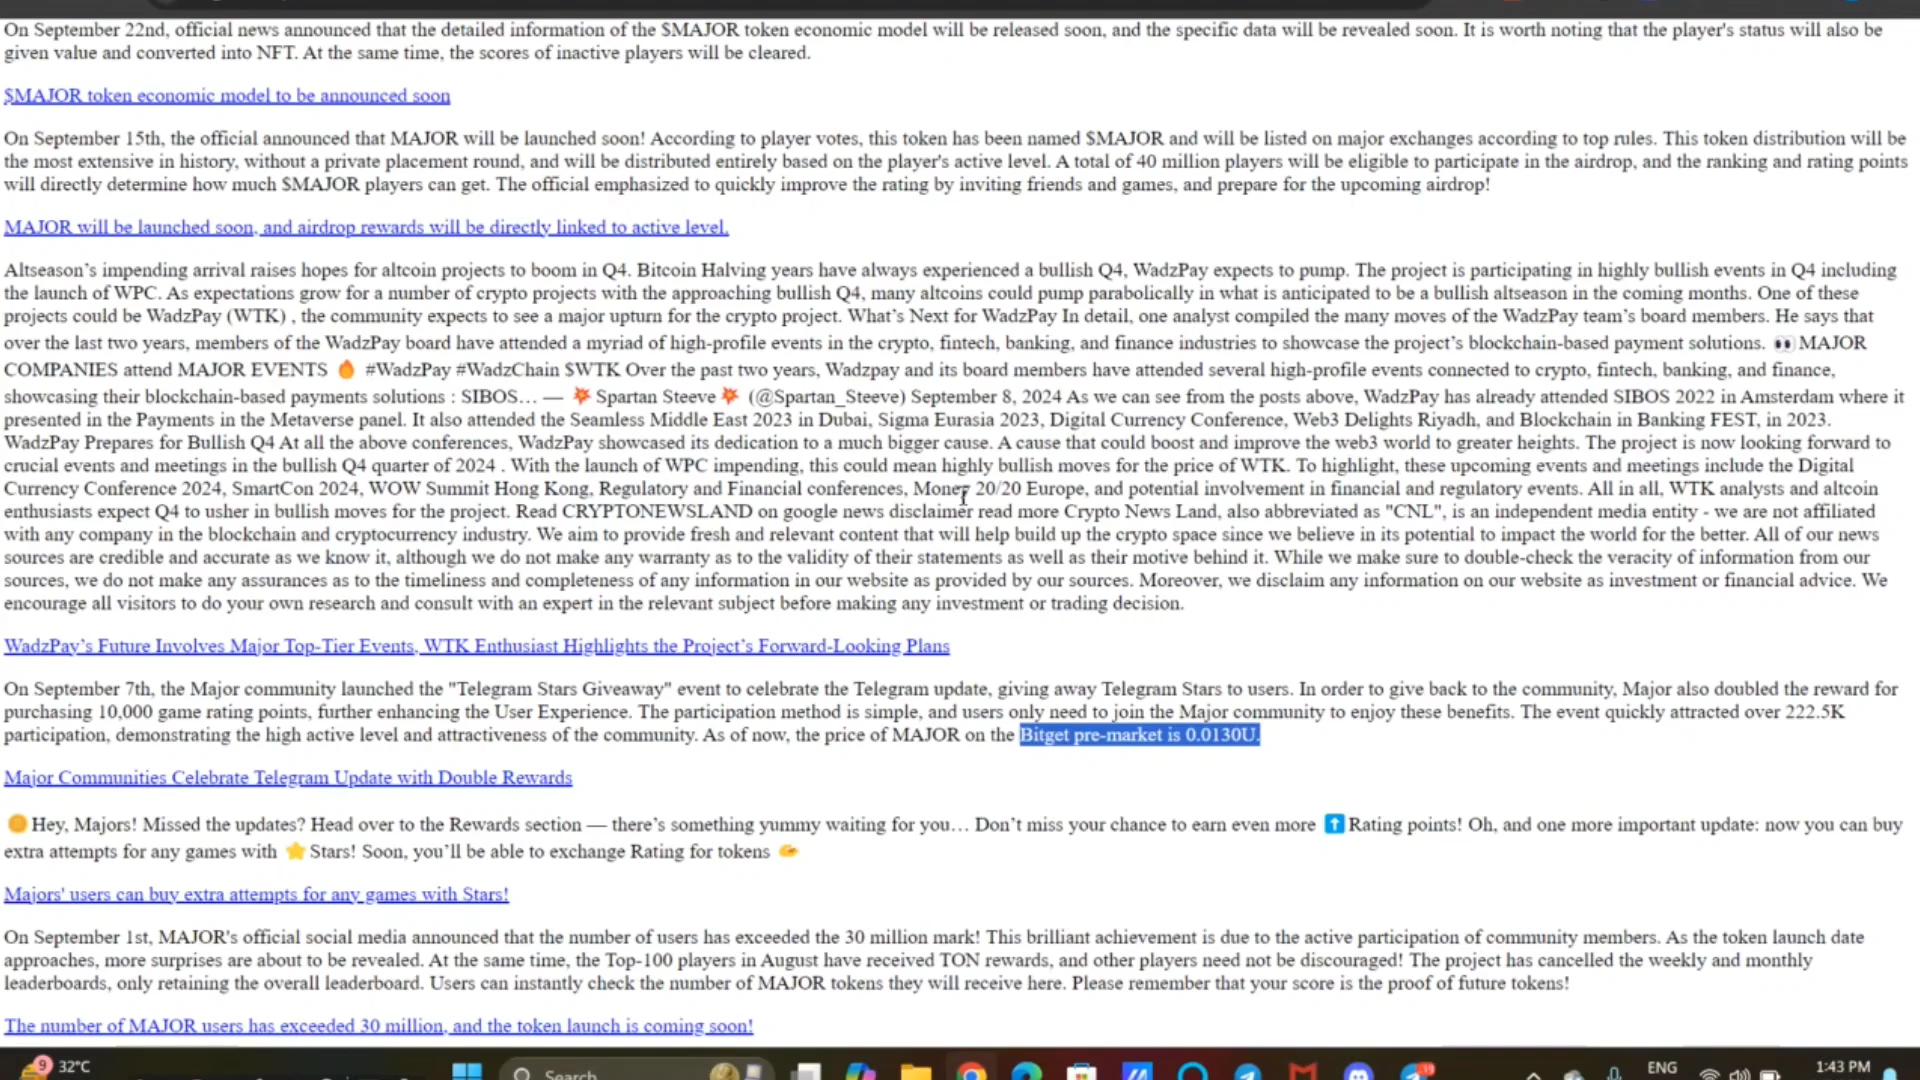 On September 22nd, official news announced that the detailed information of the $MAJOR token economic model will be released soon, and the specific data will be revealed soon. It is worth noting that the player's status will also be
given value and converted into NFT. At the same time, the scores of inactive players will be cleared.
$MAJOR token economic model to be announced soon
On September 15th, the official announced that MAJOR will be launched soon! According to player votes, this token has been named $MAJOR and will be listed on major exchanges according to top rules. This token distribution will be
the most extensive in history, without a private placement round, and will be distributed entirely based on the player's active level. A total of 40 million players will be eligible to participate in the airdrop, and the ranking and rating points
will directly determine how much $MAJOR players can get. The official emphasized to quickly improve the rating by inviting friends and games, and prepare for the upcoming airdrop!
MAJOR will be launched soon, and airdrop rewards will be directly linked to active level.
Altseason’s impending arrival raises hopes for altcoin projects to boom in Q4. Bitcoin Halving years have always experienced a bullish Q4, WadzPay expects to pump. The project is participating in highly bullish events in Q4 including
the launch of WPC. As expectations grow for a number of crypto projects with the approaching bullish Q4, many altcoins could pump parabolically in what is anticipated to be a bullish altseason in the coming months. One of these
projects could be WadzPay (WTK) , the community expects to see a major upturn for the crypto project. What’s Next for WadzPay In detail, one analyst compiled the many moves of the WadzPay team’s board members. He says that
over the last two years, members of the WadzPay board have attended a myriad of high-profile events in the crypto, fintech, banking, and finance industries to showcase the project’s blockchain-based payment solutions. 👀 MAJOR
COMPANIES attend MAJOR EVENTS 🔥 #WadzPay #WadzChain $WTK Over the past two years, Wadzpay and its board members have attended several high-profile events connected to crypto, fintech, banking, and finance,
showcasing their blockchain-based payments solutions : SIBOS… — 💥 Spartan Steeve 💥 (@Spartan_Steeve) September 8, 2024 As we can see from the posts above, WadzPay has already attended SIBOS 2022 in Amsterdam where it
presented in the Payments in the Metaverse panel. It also attended the Seamless Middle East 2023 in Dubai, Sigma Eurasia 2023, Digital Currency Conference, Web3 Delights Riyadh, and Blockchain in Banking FEST, in 2023.
WadzPay Prepares for Bullish Q4 At all the above conferences, WadzPay showcased its dedication to a much bigger cause. A cause that could boost and improve the web3 world to greater heights. The project is now looking forward to
crucial events and meetings in the bullish Q4 quarter of 2024 . With the launch of WPC impending, this could mean highly bullish moves for the price of WTK. To highlight, these upcoming events and meetings include the Digital
Currency Conference 2024, SmartCon 2024, WOW Summit Hong Kong, Regulatory and Financial conferences, Money 20/20 Europe, and potential involvement in financial and regulatory events. All in all, WTK analysts and altcoin
enthusiasts expect Q4 to usher in bullish moves for the project. Read CRYPTONEWSLAND on google news disclaimer read more Crypto News Land, also abbreviated as "CNL", is an independent media entity - we are not affiliated
with any company in the blockchain and cryptocurrency industry. We aim to provide fresh and relevant content that will help build up the crypto space since we believe in its potential to impact the world for the better. All of our news
sources are credible and accurate as we know it, although we do not make any warranty as to the validity of their statements as well as their motive behind it. While we make sure to double-check the veracity of information from our
sources, we do not make any assurances as to the timeliness and completeness of any information in our website as provided by our sources. Moreover, we disclaim any information on our website as investment or financial advice. We
encourage all visitors to do your own research and consult with an expert in the relevant subject before making any investment or trading decision.
WadzPay’s Future Involves Major Top-Tier Events, WTK Enthusiast Highlights the Project’s Forward-Looking Plans
On September 7th, the Major community launched the "Telegram Stars Giveaway" event to celebrate the Telegram update, giving away Telegram Stars to users. In order to give back to the community, Major also doubled the reward for
purchasing 10,000 game rating points, further enhancing the User Experience. The participation method is simple, and users only need to join the Major community to enjoy these benefits. The event quickly attracted over 222.5K
participation, demonstrating the high active level and attractiveness of the community. As of now, the price of MAJOR on the Bitget pre-market is 0.0130U.
Major Communities Celebrate Telegram Update with Double Rewards
Hey, Majors! Missed the updates? Head over to the Rewards section — there’s something yummy waiting for you… Don’t miss your chance to earn even more ⬆️ Rating points! Oh, and one more important update: now you can buy
extra attempts for any games with ⭐ Stars! Soon, you’ll be able to exchange Rating for tokens
Majors' users can buy extra attempts for any games with Stars!
On September 1st, MAJOR's official social media announced that the number of users has exceeded the 30 million mark! This brilliant achievement is due to the active participation of community members. As the token launch date
approaches, more surprises are about to be revealed. At the same time, the Top-100 players in August have received TON rewards, and other players need not be discouraged! The project has cancelled the weekly and monthly
leaderboards, only retaining the overall leaderboard. Users can instantly check the number of MAJOR tokens they will receive here. Please remember that your score is the proof of future tokens!
The number of MAJOR users has exceeded 30 million, and the token launch is coming soon!
9 32°C Search ENG 1:43 PM